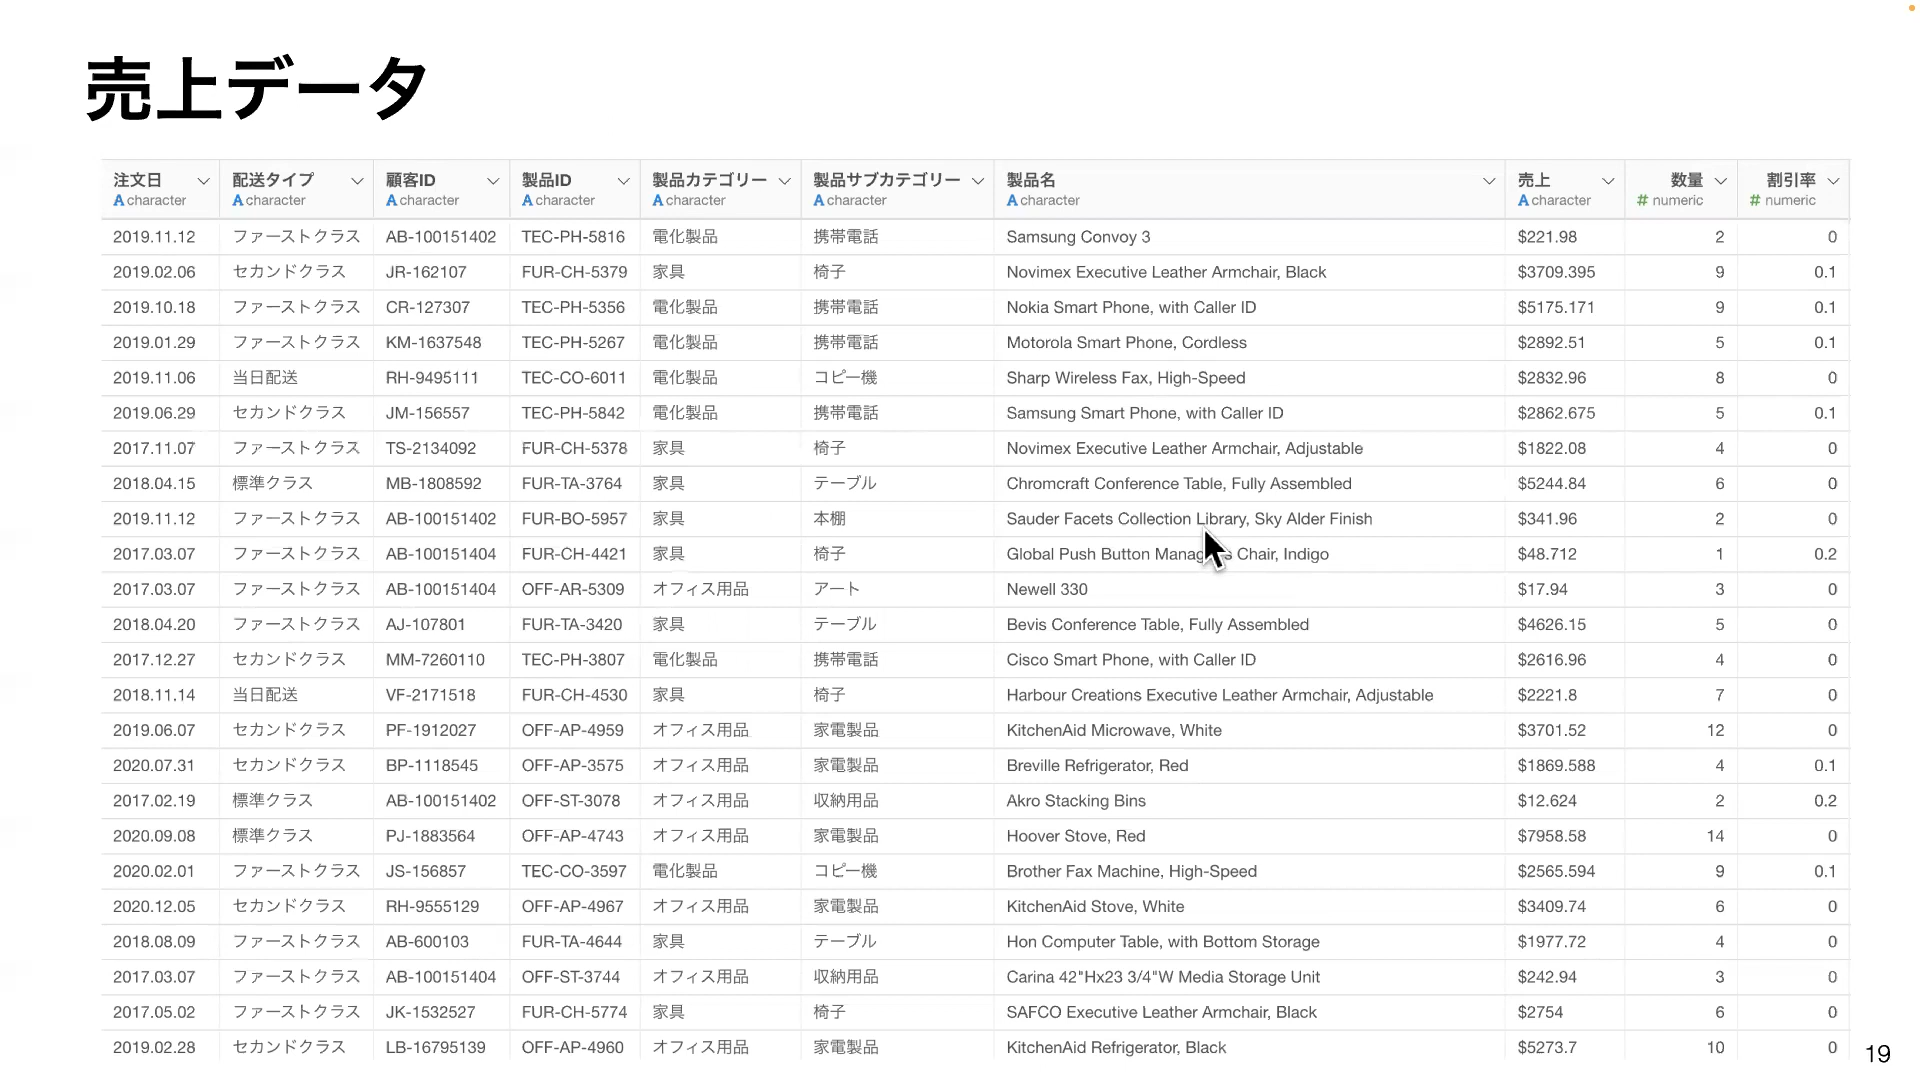 売上データ
注文日 配送タイプ 顧客ID 製品ID 製品カテゴリー 製品サブカテゴリー 製品名 売上 数量 割引率
A character A character A character A character A character A character A character A character # numeric # numeric
2019.11.12 ファーストクラス AB-100151402 TEC-PH-5816 電化製品 携帯電話 Samsung Convoy 3 $221.98 2 0
2019.02.06 セカンドクラス JR-162107 FUR-CH-5379 家具 椅子 Novimex Executive Leather Armchair, Black $3709.395 9 0.1
2019.10.18 ファーストクラス CR-127307 TEC-PH-5356 電化製品 携帯電話 Nokia Smart Phone, with Caller ID $5175.171 9 0.1
2019.01.29 ファーストクラス KM-1637548 TEC-PH-5267 電化製品 携帯電話 Motorola Smart Phone, Cordless $2892.51 5 0.1
2019.11.06 当日配送 RH-9495111 TEC-CO-6011 電化製品 コピー機 Sharp Wireless Fax, High-Speed $2832.96 8 0
2019.06.29 セカンドクラス JM-156557 TEC-PH-5842 電化製品 携帯電話 Samsung Smart Phone, with Caller ID $2862.675 5 0.1
2017.11.07 ファーストクラス TS-2134092 FUR-CH-5378 家具 椅子 Novimex Executive Leather Armchair, Adjustable $1822.08 4 0
2018.04.15 標準クラス MB-1808592 FUR-TA-3764 家具 テーブル Chromcraft Conference Table, Fully Assembled $5244.84 6 0
2019.11.12 ファーストクラス AB-100151402 FUR-BO-5957 家具 本棚 Sauder Facets Collection Library, Sky Alder Finish $341.96 2 0
2017.03.07 ファーストクラス AB-100151404 FUR-CH-4421 家具 椅子 Global Push Button Chair, Indigo $48.712 1 0.2
2017.03.07 ファーストクラス AB-100151404 OFF-AR-5309 オフィス用品 アート Newell 330 $17.94 3 0
2018.04.20 ファーストクラス AJ-107801 FUR-TA-3420 家具 テーブル Bevis Conference Table, Fully Assembled $4626.15 5 0
2017.12.27 セカンドクラス MM-7260110 TEC-PH-3807 電化製品 携帯電話 Cisco Smart Phone, with Caller ID $2616.96 4 0
2018.11.14 当日配送 VF-2171518 FUR-CH-4530 家具 椅子 Harbour Creations Executive Leather Armchair, Adjustable $2221.8 7 0
2019.06.07 セカンドクラス PF-1912027 OFF-AP-4959 オフィス用品 家電製品 KitchenAid Microwave, White $3701.52 12 0
2020.07.31 セカンドクラス BP-1118545 OFF-AP-3575 オフィス用品 家電製品 Breville Refrigerator, Red $1869.588 4 0.1
2017.02.19 標準クラス AB-100151402 OFF-ST-3078 オフィス用品 収納用品 Akro Stacking Bins $12.624 2 0.2
2020.09.08 標準クラス PJ-1883564 OFF-AP-4743 オフィス用品 家電製品 Hoover Stove, Red $7958.58 14 0
2020.02.01 ファーストクラス JS-156857 TEC-CO-3597 電化製品 コピー機 Brother Fax Machine, High-Speed $2565.594 9 0.1
2020.12.05 セカンドクラス RH-9555129 OFF-AP-4967 オフィス用品 家電製品 KitchenAid Stove, White $3409.74 6 0
2018.08.09 ファーストクラス AB-600103 FUR-TA-4644 家具 テーブル Hon Computer Table, with Bottom Storage $1977.72 4 0
2017.03.07 ファーストクラス AB-100151404 OFF-ST-3744 オフィス用品 収納用品 Carina 42"Hx23 3/4"W Media Storage Unit $242.94 3 0
2017.05.02 ファーストクラス JK-1532527 FUR-CH-5774 家具 椅子 SAFCO Executive Leather Armchair, Black $2754 6 0
2019.02.28 セカンドクラス LB-16795139 OFF-AP-4960 オフィス用品 家電製品 KitchenAid Refrigerator, Black $5273.7 10 0
19